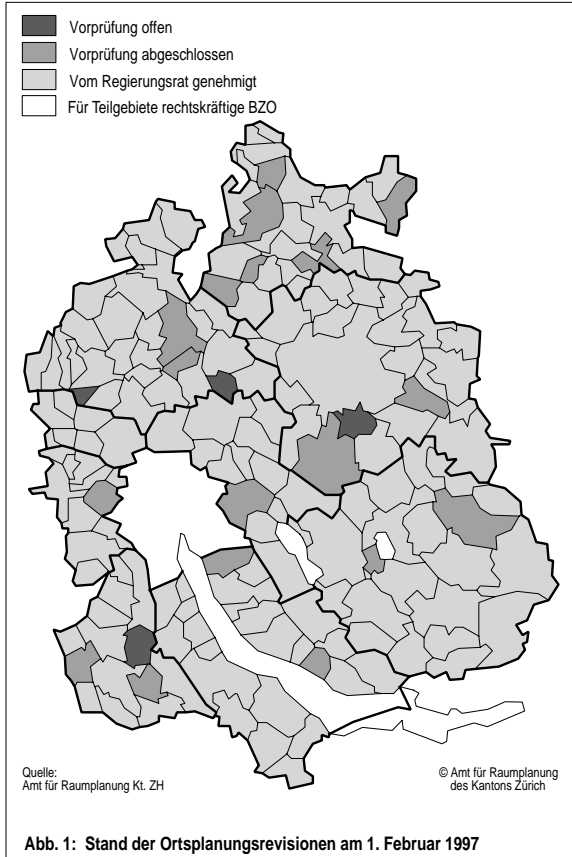 Vorprüfung offen
Vorprüfung abgeschlossen
Vom Regierungsrat genehmigt
Für Teilgebiete rechtskräftige BZO
Quelle:
Amt für Raumplanung Kt. ZH
© Amt für Raumplanung
des Kantons Zürich
Abb. 1: Stand der Ortsplanungsrevisionen am 1. Februar 1997